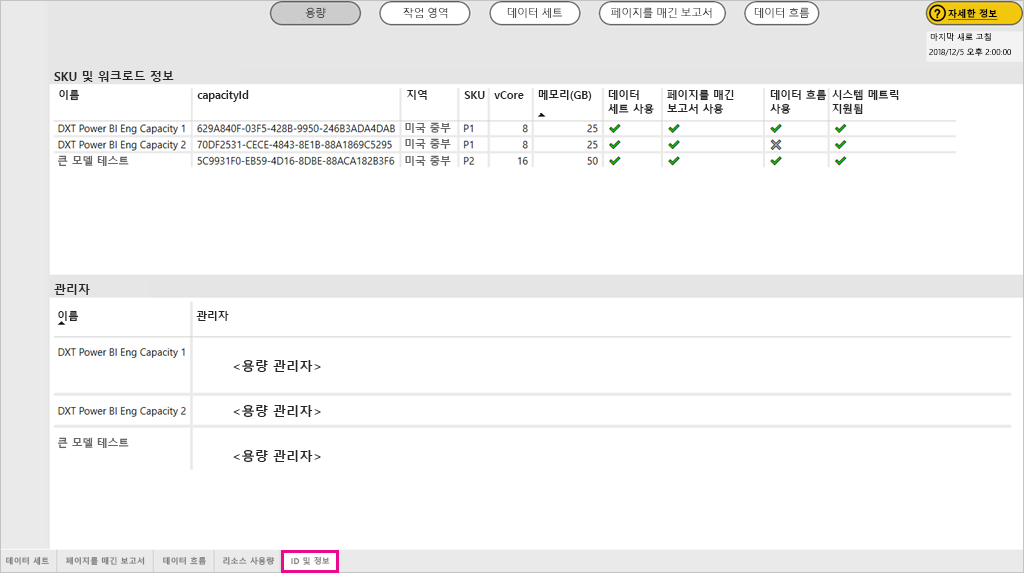 용량 작업 영역 데이터 세트 페이지를 매긴 보고서 데이터 흐름
? 자세한 정보
마지막 새로 고침
2018/12/5 오후 2:00:00
SKU 및 워크로드 정보
이름 capacityId 지역 SKU vCore 메모리(GB) 데이터 세트 사용 페이지를 매긴 보고서 사용 데이터 흐름 사용 시스템 메트릭 지원됨
DXT Power BI Eng Capacity 1 629A840F-03F5-428B-9950-246B3ADA4DAB 미국 중부 P1 8 25
DXT Power BI Eng Capacity 2 70DF2531-CECE-4843-8E1B-88A1869C5295 미국 중부 P1 8 25
큰 모델 테스트 5C9931F0-EB59-4D16-8DBE-88ACA182B3F6 미국 중부 P2 16 50
관리자
이름 관리자
DXT Power BI Eng Capacity 1 <용량 관리자>
DXT Power BI Eng Capacity 2 <용량 관리자>
큰 모델 테스트 <용량 관리자>
데이터 세트 페이지를 매긴 보고서 데이터 흐름 리소스 사용량 ID 및 정보